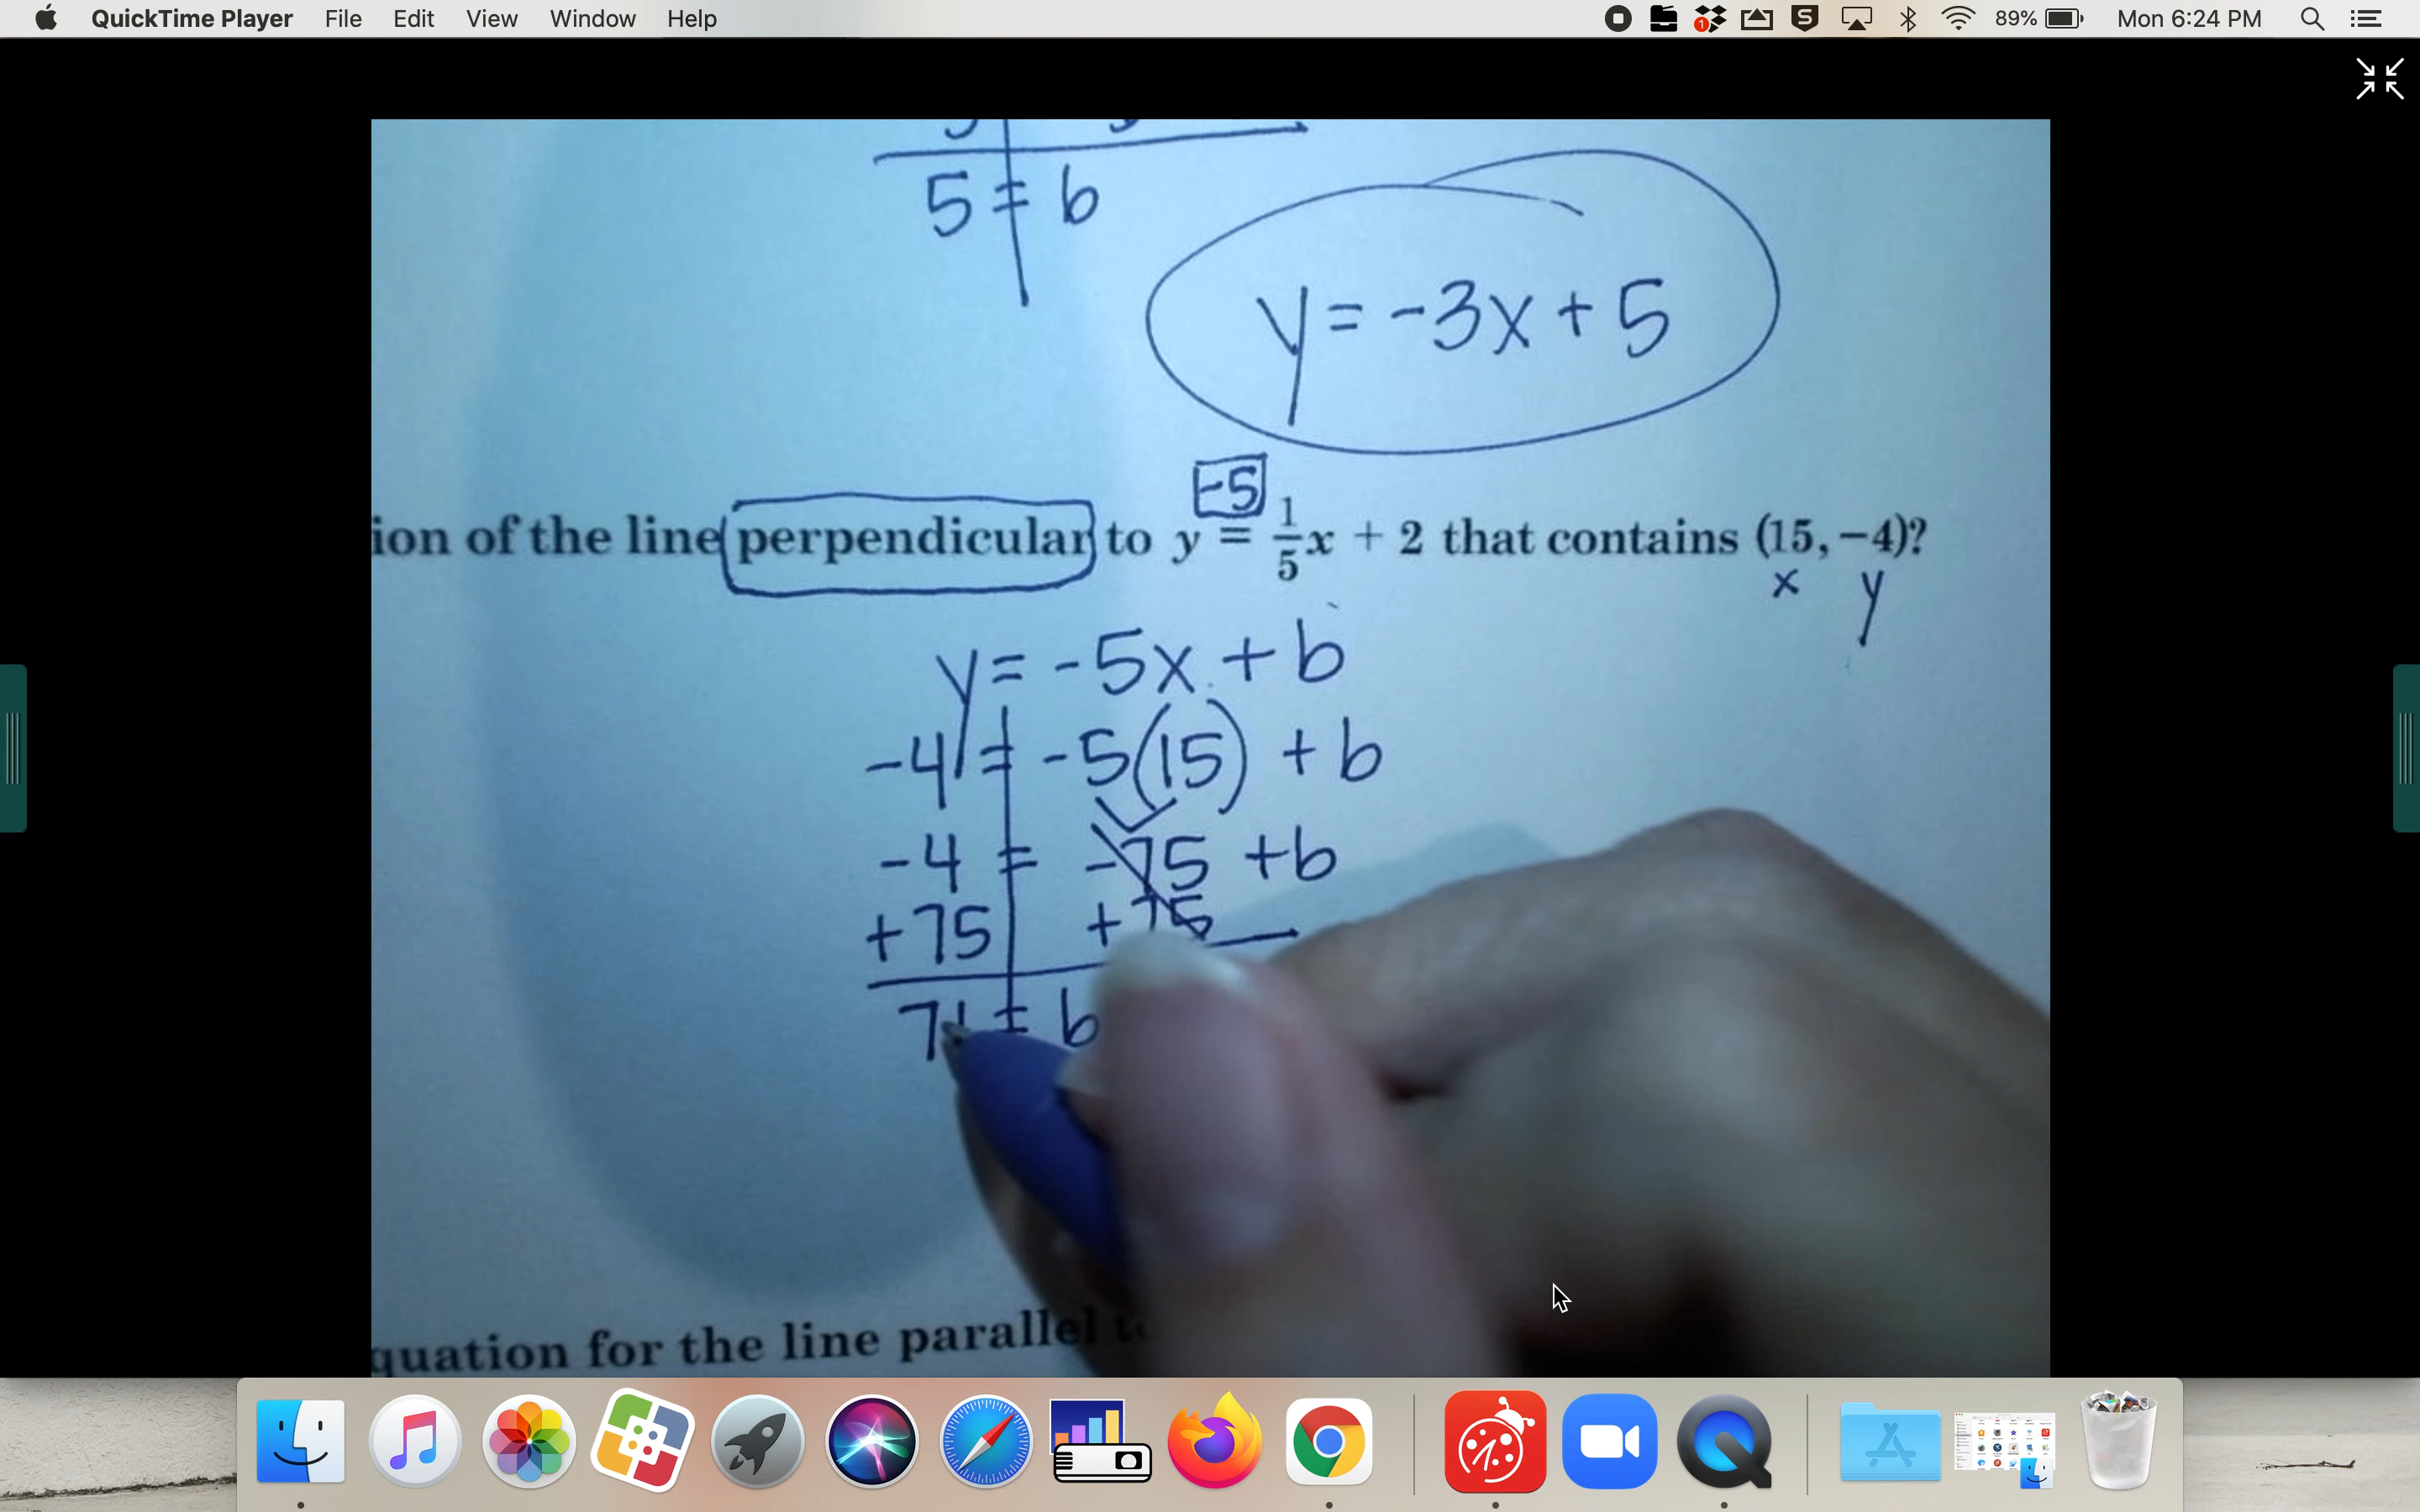 QuickTime Player File Edit View Window Help 1 S 89% Mon 6:24 PM
5 = b
y = -3x + 5
-5
ion of the line perpendicular to y = 1/5 x + 2 that contains (15, −4)?
x y
y = -5x + b
-4 = -5(15) + b
-4 = -75 + b
+75 +75
71 = b
quation for the line parallel